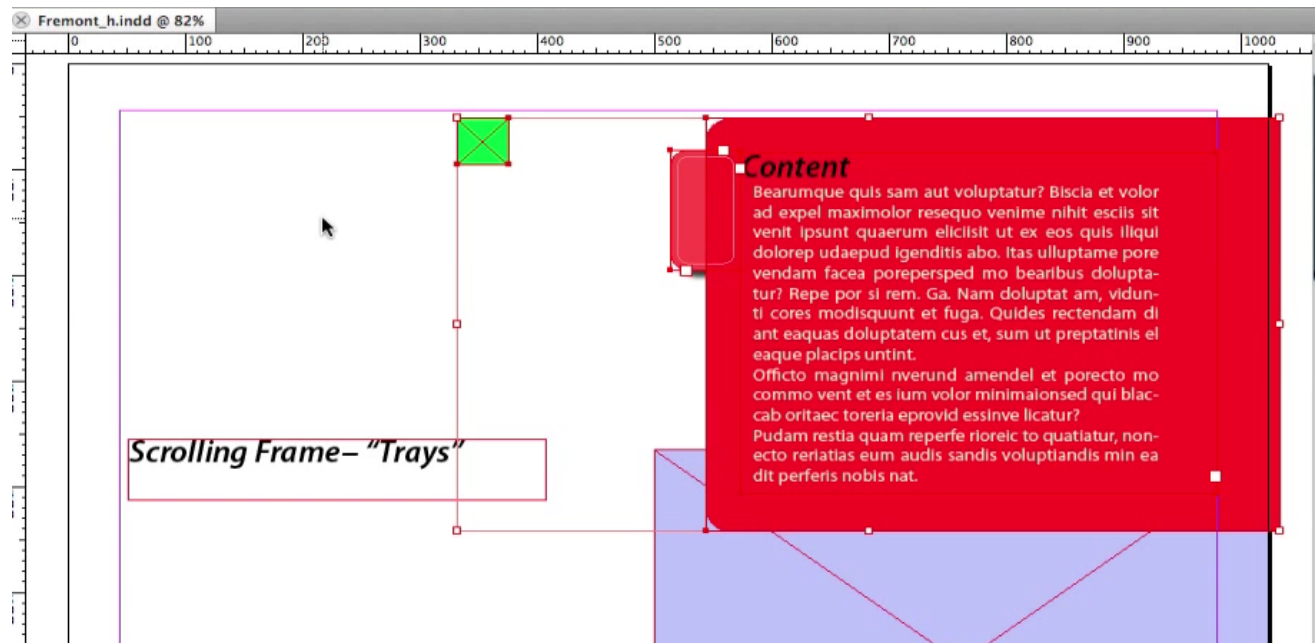 Fremont_h.indd @ 82%
0 100 200 300 400 500 600 700 800 900 1000
Content
Bearumque quis sam aut voluptatur? Biscia et volor
ad expel maximolor resequo venime nihit esciis sit
venit ipsunt quaerum eliciisit ut ex eos quis iliqui
dolorep udaepud igenditis abo. Itas ulluptame pore
vendam facea porepersped mo bearibus dolupta-
tur? Repe por si rem. Ga. Nam doluptat am, vidun-
ti cores modisquunt et fuga. Quides rectendam di
ant eaquas doluptatem cus et, sum ut preptatinis el
eaque placips untint.
Officto magnimi nverund amendel et porecto mo
commo vent et es ium volor minimaionsed qui blac-
cab oritaec toreria eprovid essinve licatur?
Pudam restia quam reperfe rioreic to quatiatur, non-
ecto reriatias eum audis sandis voluptiandis min ea
dit perferis nobis nat.
Scrolling Frame– “Trays”